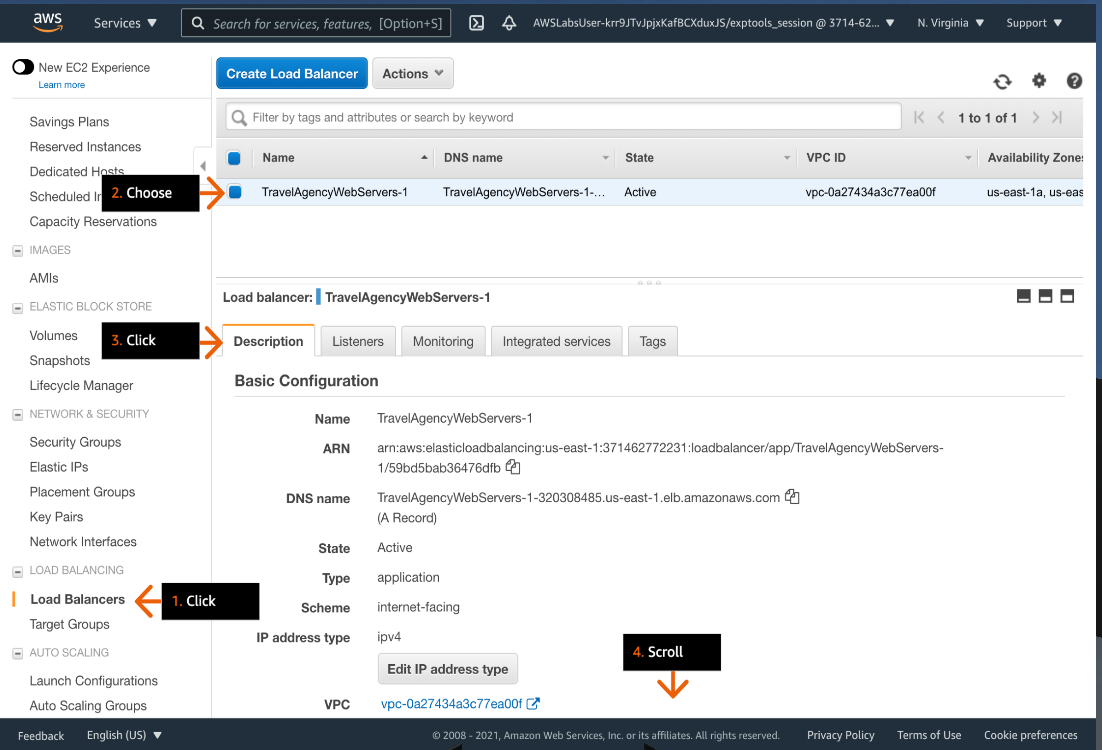 aws
Services
Search for services, features, [Option+S]
AWSLabsUser-krr9JTvJpjxKafBCXduxJS/exptools_session @ 3714-62...
N. Virginia
Support
New EC2 Experience
Learn more
Savings Plans
Reserved Instances
Dedicated Hosts
Scheduled In
Capacity Reservations
IMAGES
AMIs
ELASTIC BLOCK STORE
Volumes
Snapshots
Lifecycle Manager
NETWORK & SECURITY
Security Groups
Elastic IPs
Placement Groups
Key Pairs
Network Interfaces
LOAD BALANCING
Load Balancers
Target Groups
AUTO SCALING
Launch Configurations
Auto Scaling Groups
2. Choose
3. Click
1. Click
Create Load Balancer
Actions
Filter by tags and attributes or search by keyword
1 to 1 of 1
Name DNS name State VPC ID Availability Zones
TravelAgencyWebServers-1 TravelAgencyWebServers-1-... Active vpc-0a27434a3c77ea00f us-east-1a, us-eas
Load balancer: TravelAgencyWebServers-1
Description Listeners Monitoring Integrated services Tags
Basic Configuration
Name TravelAgencyWebServers-1
ARN arn:aws:elasticloadbalancing:us-east-1:371462772231:loadbalancer/app/TravelAgencyWebServers-
1/59bd5bab36476dfb
DNS name TravelAgencyWebServers-1-320308485.us-east-1.elb.amazonaws.com
(A Record)
State Active
Type application
Scheme internet-facing
IP address type ipv4
Edit IP address type
4. Scroll
VPC vpc-0a27434a3c77ea00f
Feedback
English (US)
© 2008 - 2021, Amazon Web Services, Inc. or its affiliates. All rights reserved.
Privacy Policy
Terms of Use
Cookie preferences